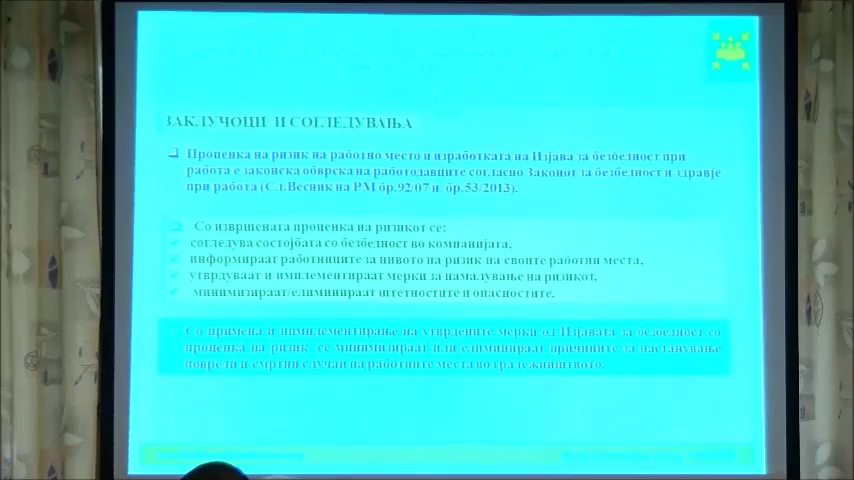 ЗАКЛУЧОЦИ И СОГЛЕДУВАЊА
Проценка на ризик на работно место и изработката на Изјава за безбедност при
работа е законска обврска на работодавците согласно Законот за безбедност и здравје
при работа (Сл.Весник на РМ бр.92/07 и бр.53/2013).
Со извршената проценка на ризикот се:
согледува состојбата со безбедност во компанијата,
информираат работниците за нивото на ризик на своите работни места,
утврдуваат и имплементираат мерки за намалување на ризикот,
минимизираат/елиминираат штетностите и опасностите.
Со примена и имплементирање на утврдените мерки од Изјавата за безбедност со
проценка на ризик се минимизираат или елиминираат причините за настанување
повреди и смртни случаи на работните места во градежништвото.